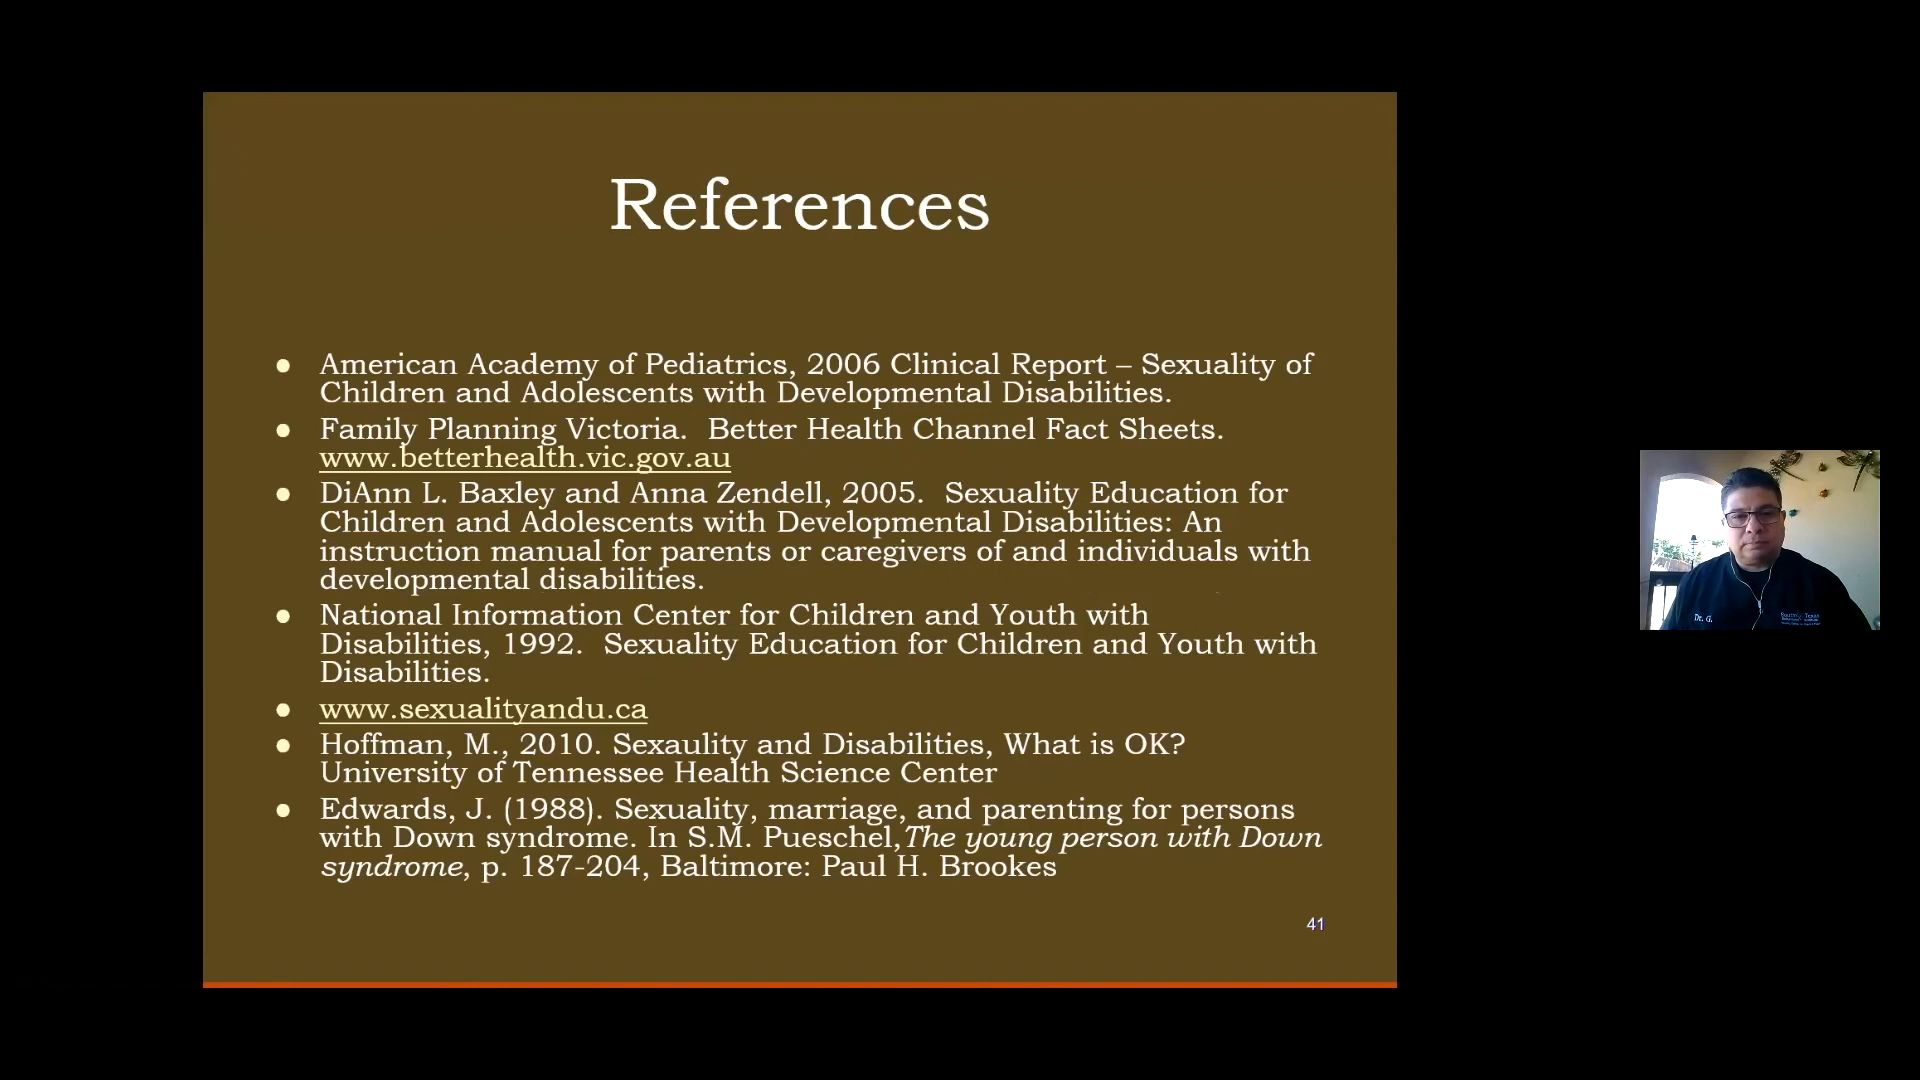 References
● American Academy of Pediatrics, 2006 Clinical Report – Sexuality of
Children and Adolescents with Developmental Disabilities.
● Family Planning Victoria.  Better Health Channel Fact Sheets.
www.betterhealth.vic.gov.au
● DiAnn L. Baxley and Anna Zendell, 2005.  Sexuality Education for
Children and Adolescents with Developmental Disabilities: An
instruction manual for parents or caregivers of and individuals with
developmental disabilities.
● National Information Center for Children and Youth with
Disabilities, 1992.  Sexuality Education for Children and Youth with
Disabilities.
● www.sexualityandu.ca
● Hoffman, M., 2010. Sexaulity and Disabilities, What is OK?
University of Tennessee Health Science Center
● Edwards, J. (1988). Sexuality, marriage, and parenting for persons
with Down syndrome. In S.M. Pueschel,The young person with Down
syndrome, p. 187-204, Baltimore: Paul H. Brookes
41
Dr. G.
South Texas